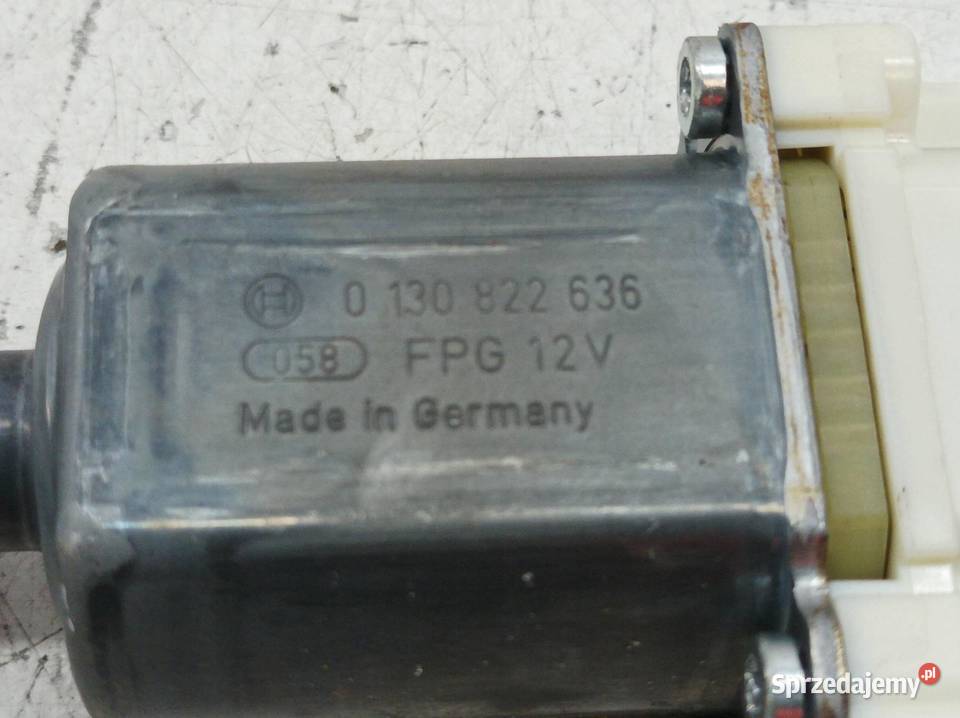 0 130 822 636
058 FPG 12V
Made in Germany
Sprzedajemy.pl